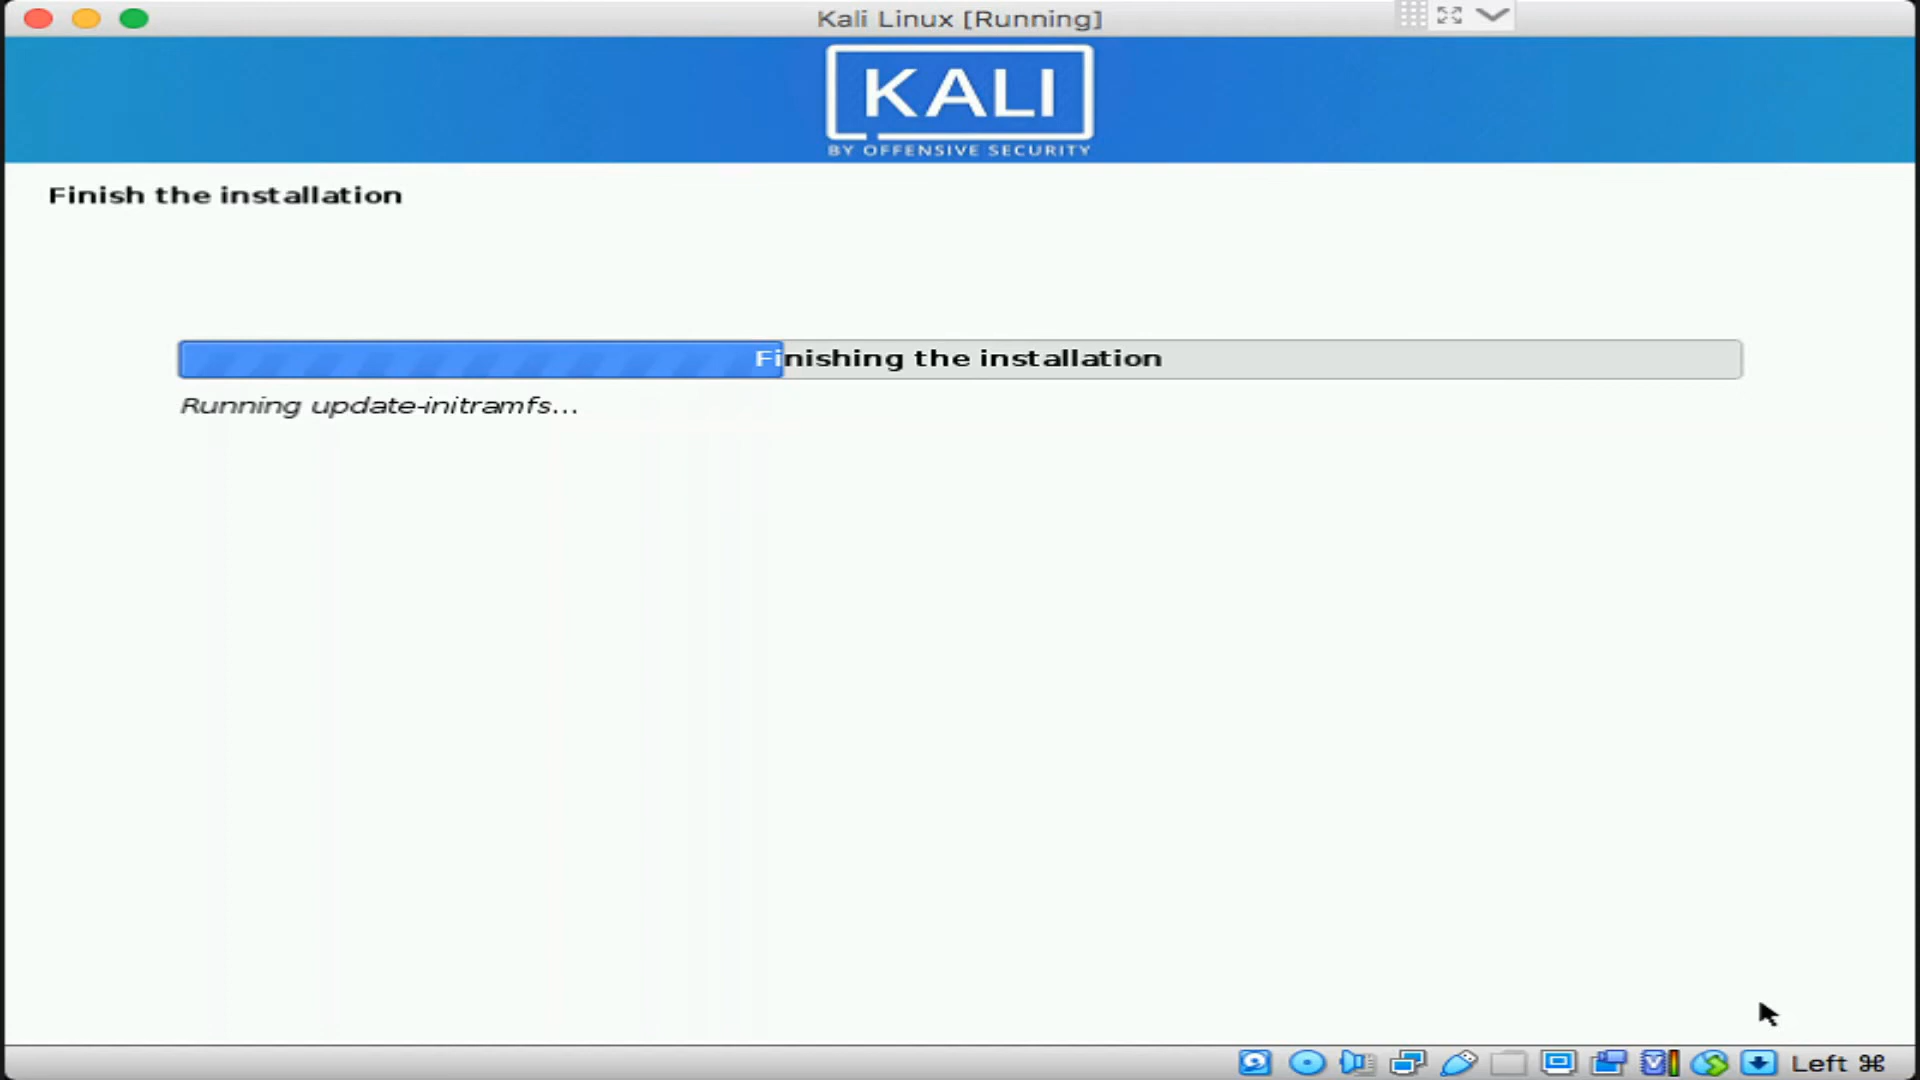 Kali Linux [Running]
KALI
BY OFFENSIVE SECURITY
Finish the installation
Finishing the installation
Running update-initramfs...
Left ⌘